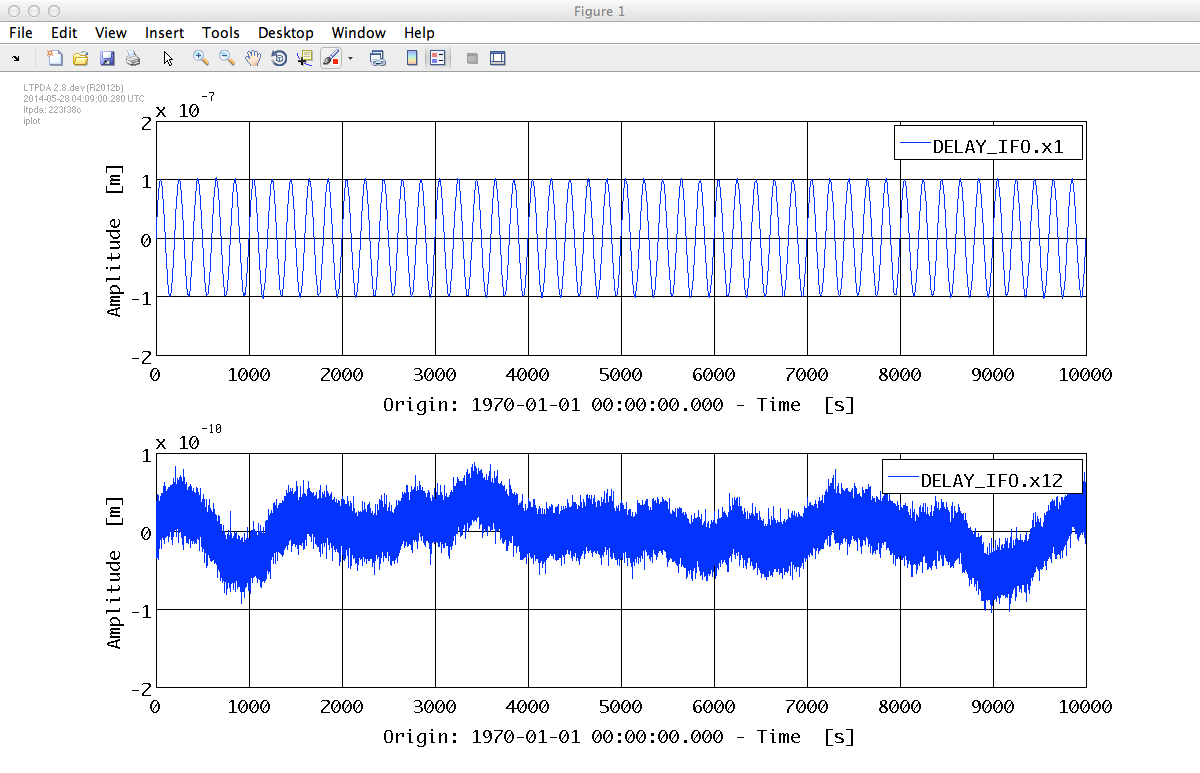 Figure 1
File Edit View Insert Tools Desktop Window Help
LTPDA 2.8.dev (R2012b)
2014-05-28 04:09:00.280 UTC
ltpda: 223f38c
iplot
x 10^-7
2
1
0
-1
-2
Amplitude [m]
DELAY_IFO.x1
0 1000 2000 3000 4000 5000 6000 7000 8000 9000 10000
Origin: 1970-01-01 00:00:00.000 - Time [s]
x 10^-10
1
0
-1
-2
Amplitude [m]
DELAY_IFO.x12
0 1000 2000 3000 4000 5000 6000 7000 8000 9000 10000
Origin: 1970-01-01 00:00:00.000 - Time [s]